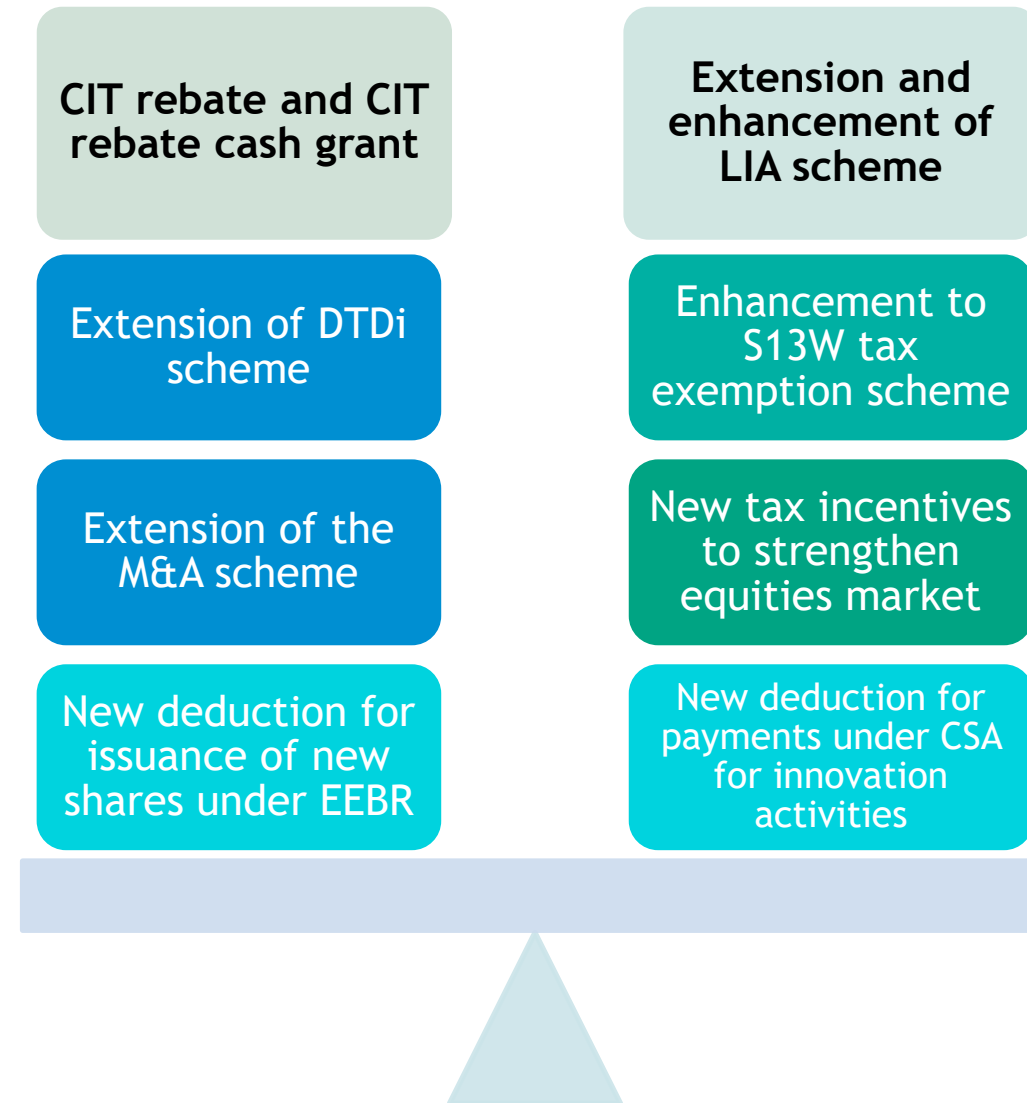 CIT rebate and CIT
rebate cash grant
Extension of DTDi
scheme
Extension of the
M&A scheme
New deduction for
issuance of new
shares under EEBR
Extension and
enhancement of
LIA scheme
Enhancement to
S13W tax
exemption scheme
New tax incentives
to strengthen
equities market
New deduction for
payments under CSA
for innovation
activities